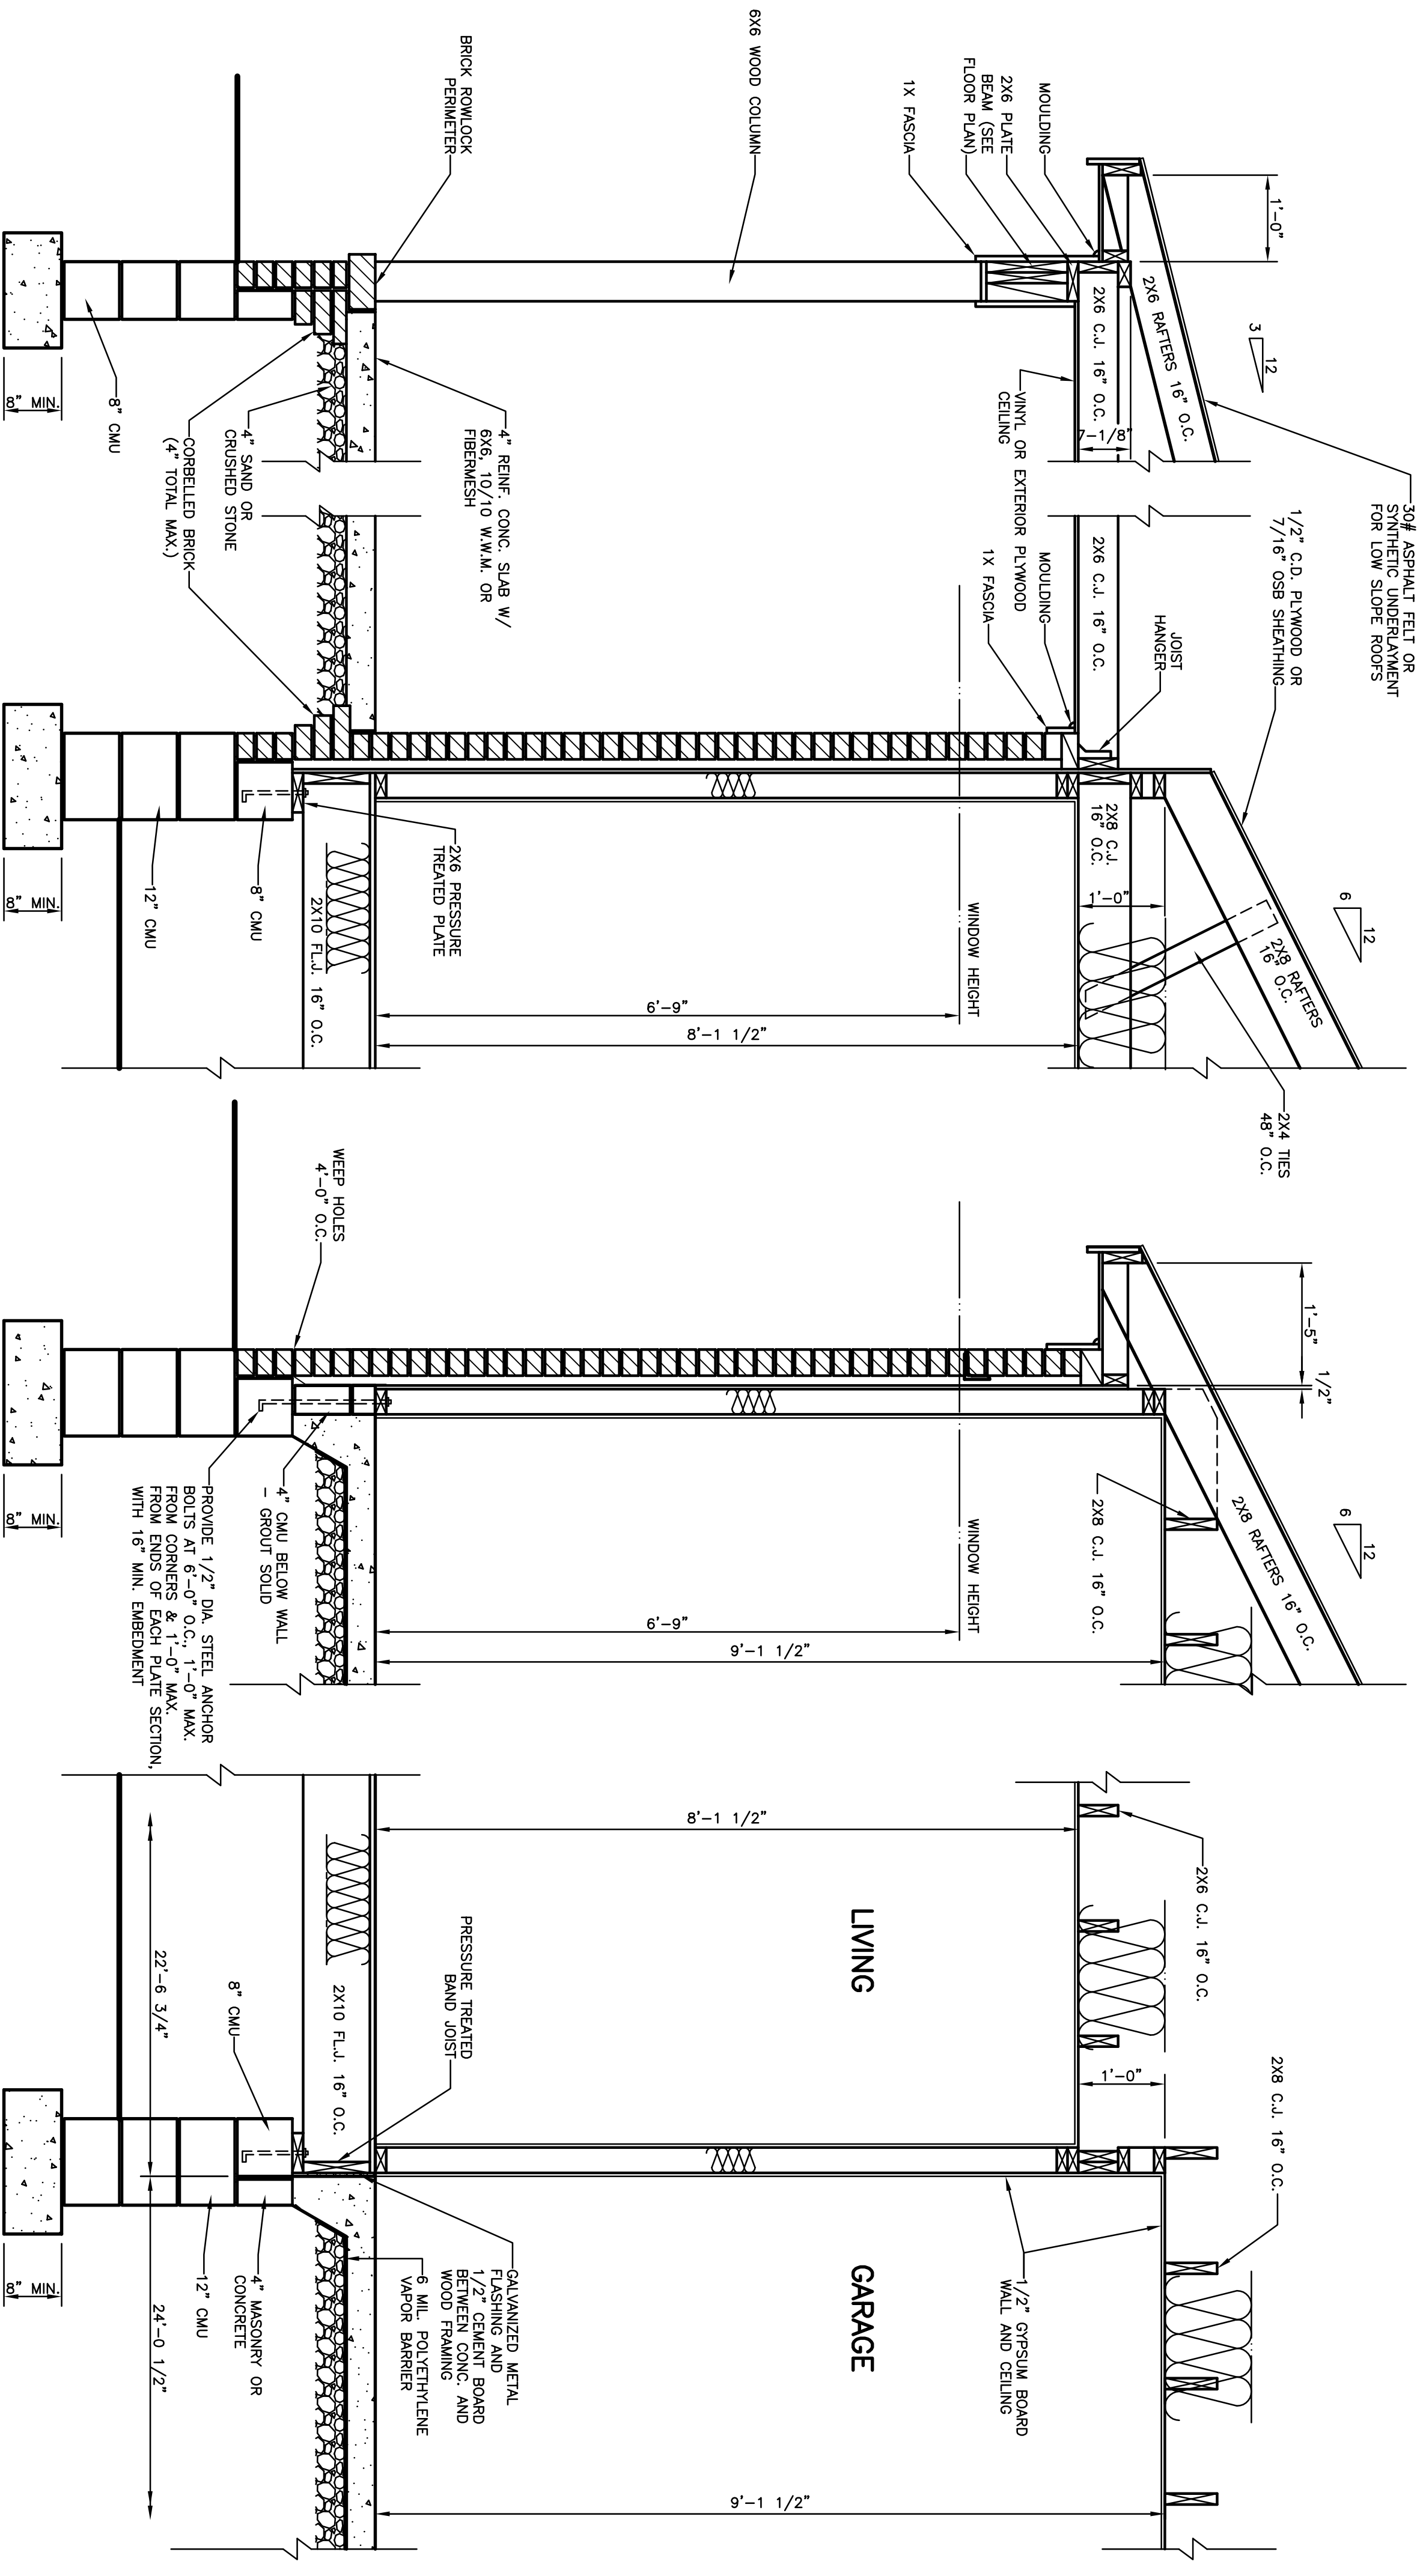 30# ASPHALT FELT OR
SYNTHETIC UNDERLAYMENT
FOR LOW SLOPE ROOFS
1/2" C.D. PLYWOOD OR
7/16" OSB SHEATHING
1'-0"
3
12
2X6 RAFTERS 16" O.C.
MOULDING
2X6 PLATE
BEAM (SEE
FLOOR PLAN)
1X FASCIA
2X6 C.J. 16" O.C.
7-1/8"
2X6 C.J. 16" O.C.
JOIST
HANGER
VINYL OR EXTERIOR PLYWOOD
CEILING
MOULDING
1X FASCIA
6X6 WOOD COLUMN
BRICK ROWLOCK
PERIMETER
4" REINF. CONC. SLAB W/
6X6, 10/10 W.W.M. OR
FIBERMESH
4" SAND OR
CRUSHED STONE
CORBELLED BRICK
(4" TOTAL MAX.)
8" CMU
8" MIN.
6
12
2X8 RAFTERS
16" O.C.
2X4 TIES
48" O.C.
2X8 C.J.
16" O.C.
1'-0"
WINDOW HEIGHT
6'-9"
8'-1 1/2"
2X6 PRESSURE
TREATED PLATE
2X10 FL.J. 16" O.C.
8" CMU
12" CMU
8" MIN.
1'-5"
1/2"
6
12
2X8 RAFTERS 16" O.C.
2X8 C.J. 16" O.C.
WINDOW HEIGHT
6'-9"
9'-1 1/2"
WEEP HOLES
4'-0" O.C.
4" CMU BELOW WALL
- GROUT SOLID
PROVIDE 1/2" DIA. STEEL ANCHOR
BOLTS AT 6'-0" O.C., 1'-0" MAX.
FROM CORNERS & 1'-0" MAX.
FROM ENDS OF EACH PLATE SECTION,
WITH 16" MIN. EMBEDMENT
8" MIN.
2X6 C.J. 16" O.C.
2X8 C.J. 16" O.C.
1'-0"
8'-1 1/2"
LIVING
GARAGE
1/2" GYPSUM BOARD
WALL AND CEILING
9'-1 1/2"
PRESSURE TREATED
BAND JOIST
2X10 FL.J. 16" O.C.
GALVANIZED METAL
FLASHING AND
1/2" CEMENT BOARD
BETWEEN CONC. AND
WOOD FRAMING
6 MIL. POLYETHYLENE
VAPOR BARRIER
8" CMU
4" MASONRY OR
CONCRETE
12" CMU
22'-6 3/4"
24'-0 1/2"
8" MIN.